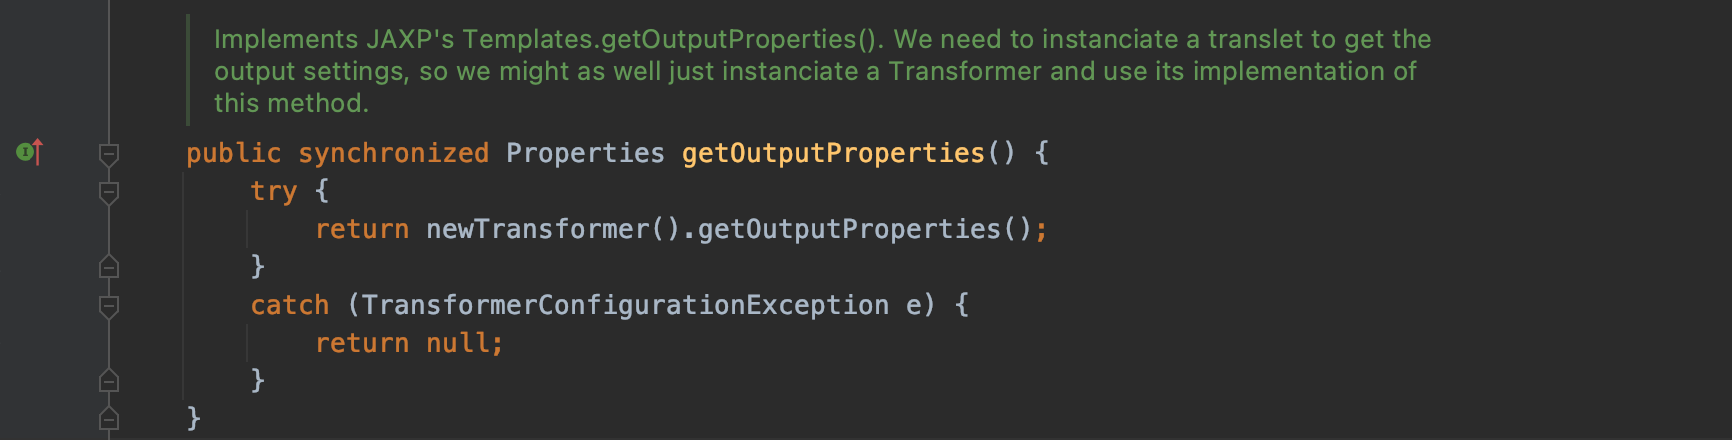 Implements JAXP's Templates.getOutputProperties(). We need to instanciate a translet to get the
output settings, so we might as well just instanciate a Transformer and use its implementation of
this method.
public synchronized Properties getOutputProperties() {
try {
return newTransformer().getOutputProperties();
}
catch (TransformerConfigurationException e) {
return null;
}
}